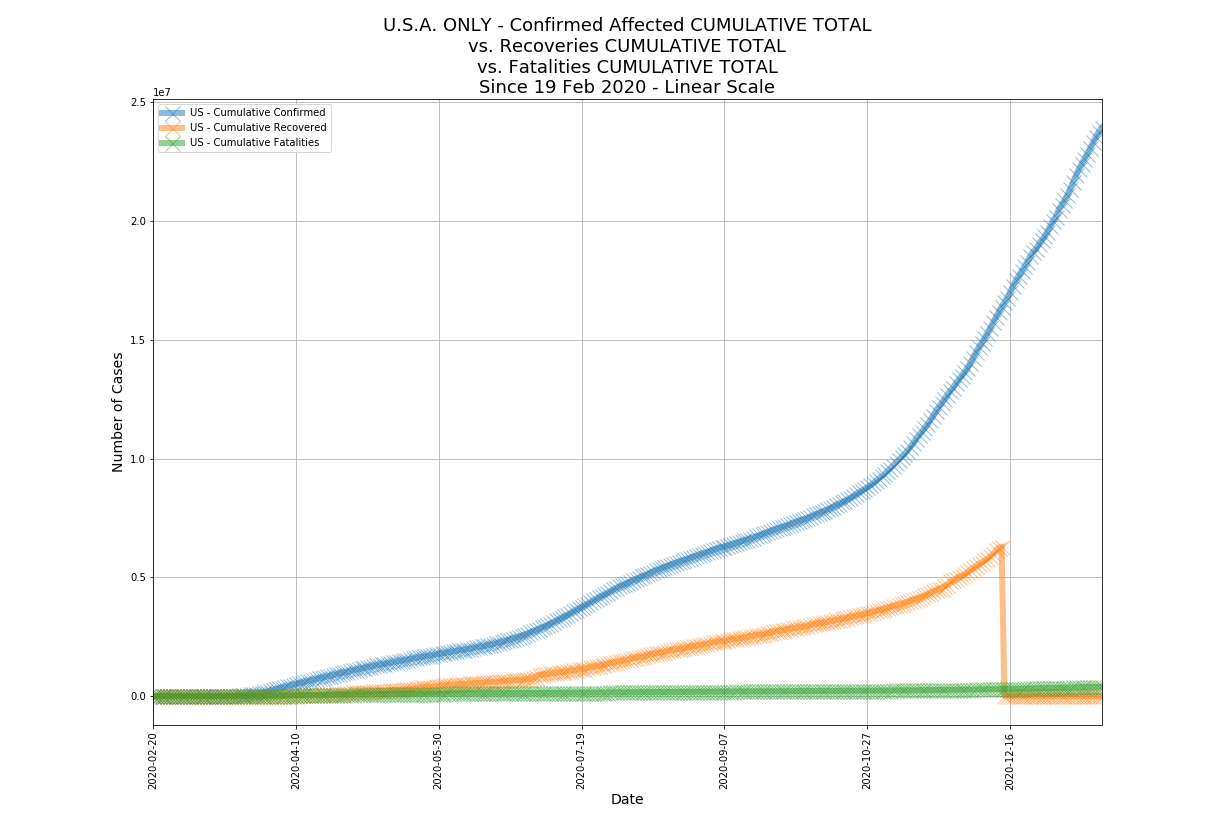 U.S.A. ONLY - Confirmed Affected CUMULATIVE TOTAL
vs. Recoveries CUMULATIVE TOTAL
vs. Fatalities CUMULATIVE TOTAL
Since 19 Feb 2020 - Linear Scale
1e7
US - Cumulative Confirmed
US - Cumulative Recovered
US - Cumulative Fatalities
Number of Cases
2.5
2.0
1.5
1.0
0.5
0.0
2020-02-20
2020-04-10
2020-05-30
2020-07-19
2020-09-07
2020-10-27
2020-12-16
Date